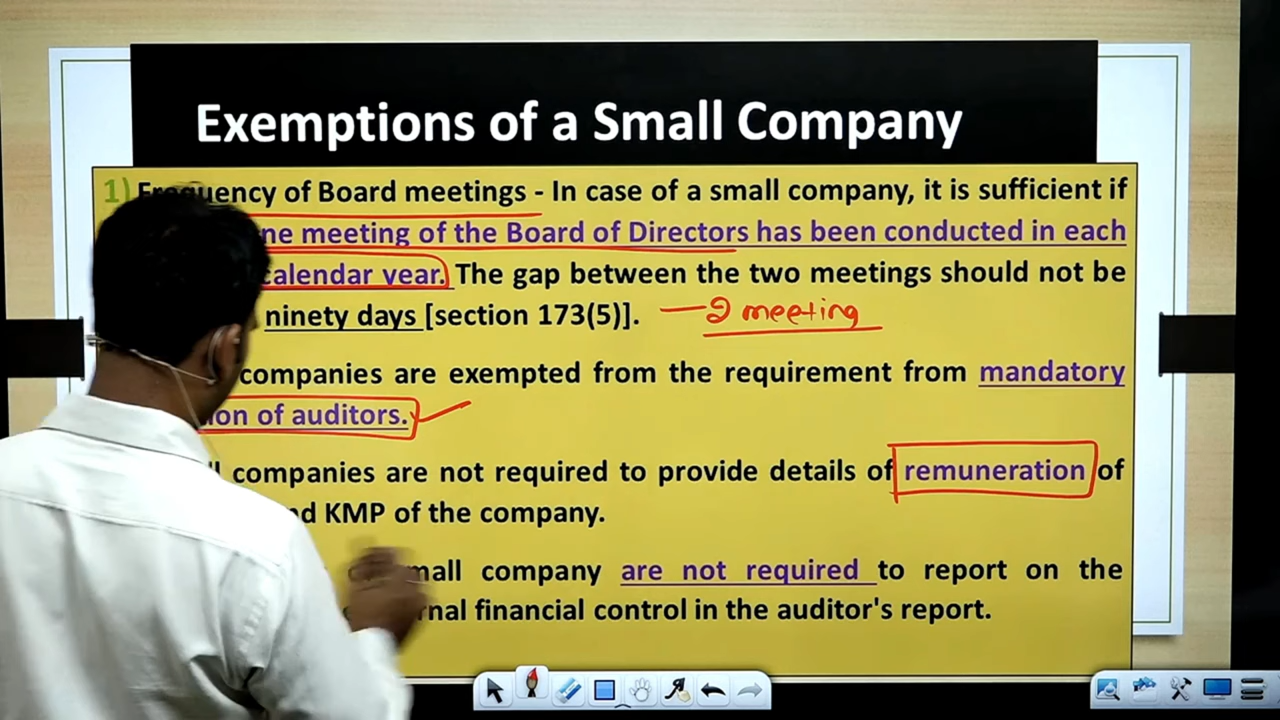 Exemptions of a Small Company
1) Frequency of Board meetings - In case of a small company, it is sufficient if
meeting of the Board of Directors has been conducted in each
calendar year. The gap between the two meetings should not be
ninety days [section 173(5)]. — 2 meeting
companies are exempted from the requirement from mandatory
of auditors.
companies are not required to provide details of remuneration of
KMP of the company.
company are not required to report on the
financial control in the auditor's report.